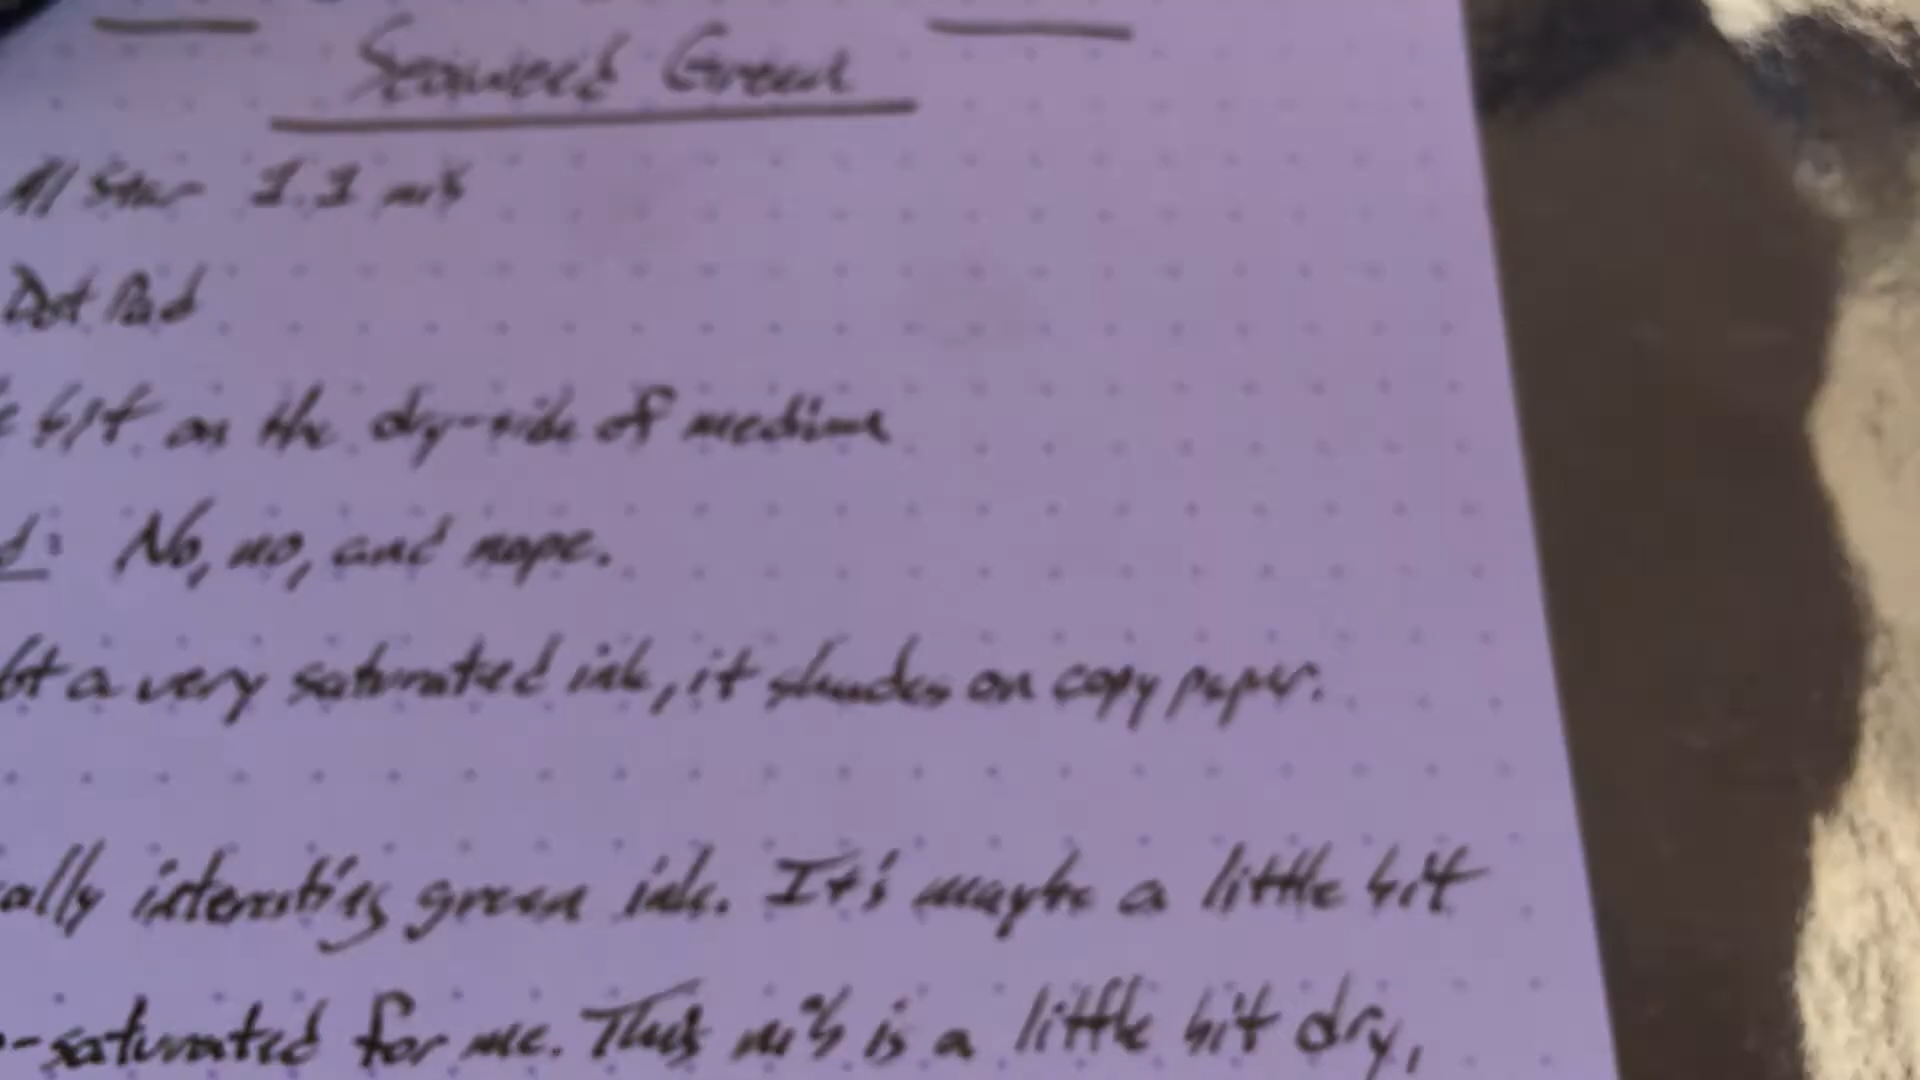 Seaweed Green
All Star 1.1 nib
Dot Pad
bit on the dry-side of medium
d: No, no, and nope.
a very saturated ink, it shades on copy paper.
ally interesting green ink. It's maybe a little bit
-saturated for me. This nib is a little bit dry,